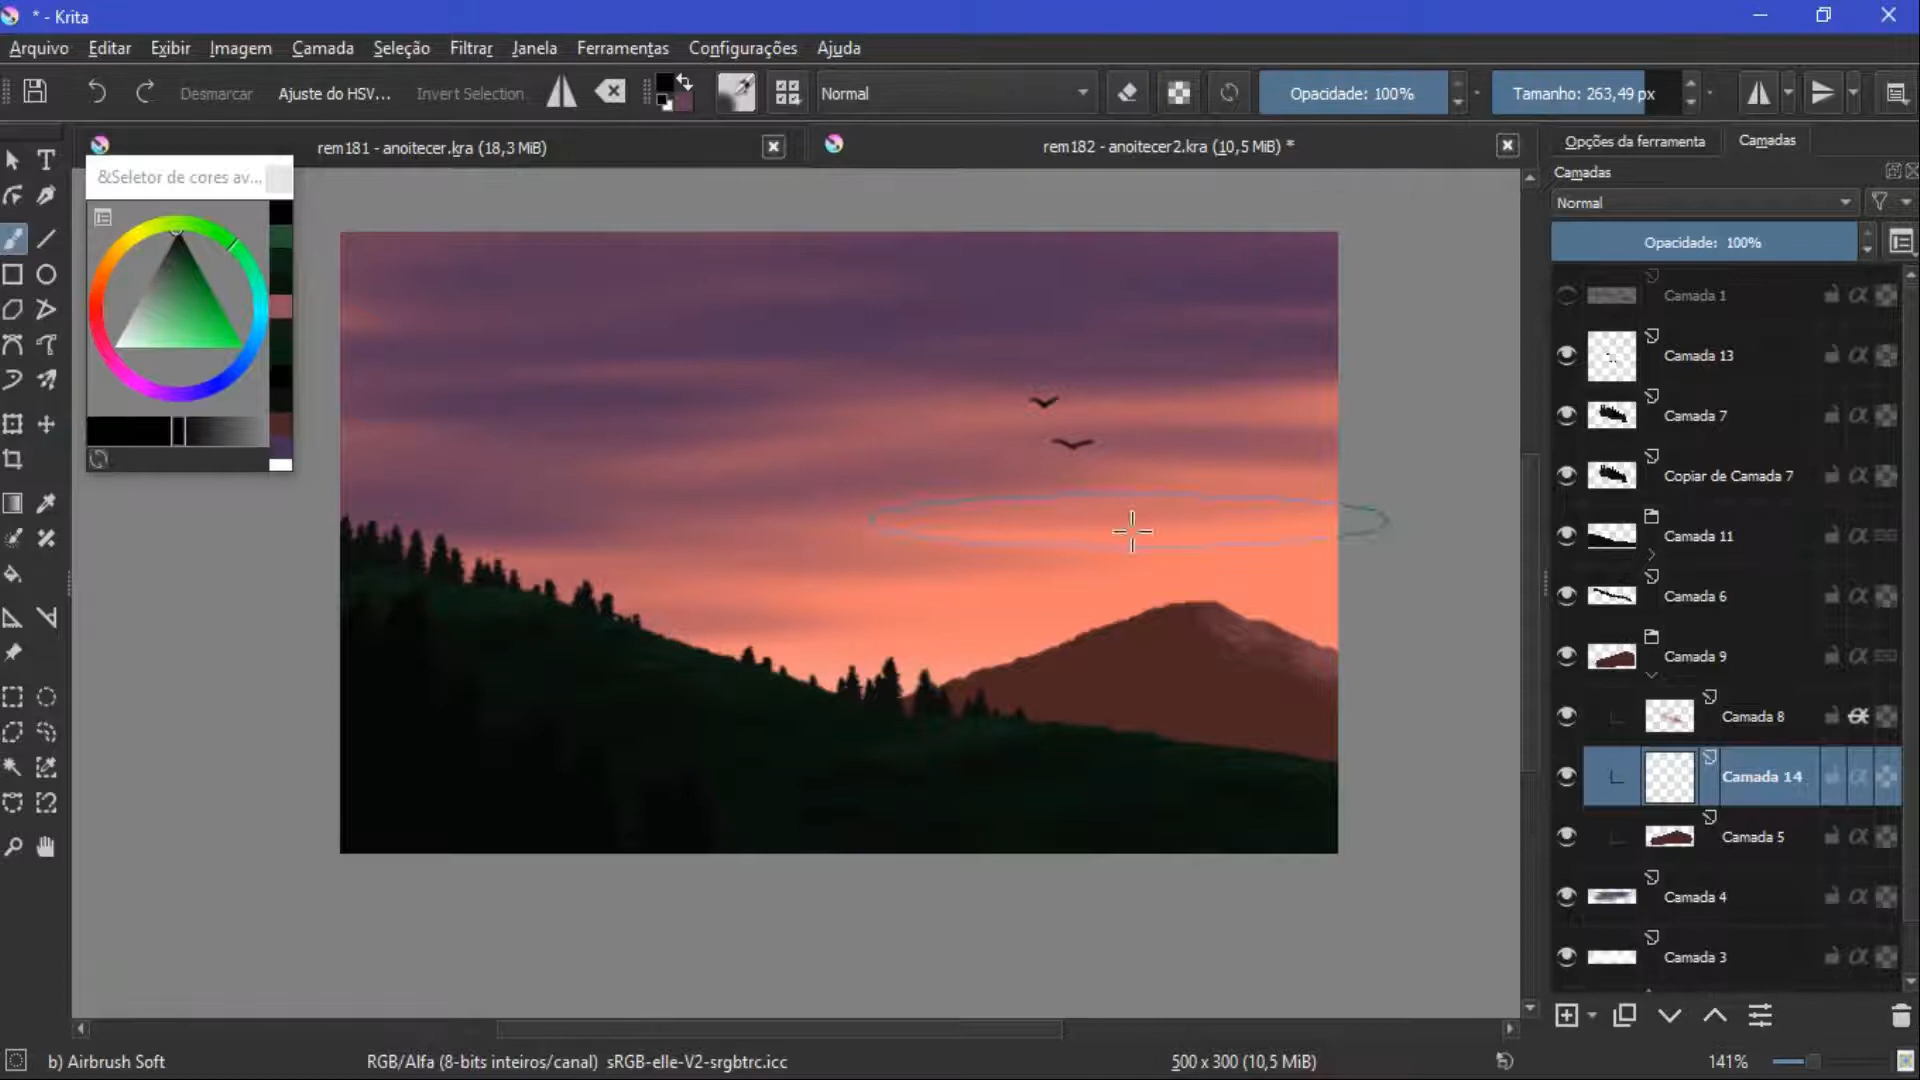 * - Krita
Arquivo Editar Exibir Imagem Camada Seleção Filtrar Janela Ferramentas Configurações Ajuda
Desmarcar Ajuste do HSV... Invert Selection Normal Opacidade: 100% Tamanho: 263,49 px
rem181 - anoitecer.kra (18,3 MiB) rem182 - anoitecer2.kra (10,5 MiB) * Opções da ferramenta Camadas
&Seletor de cores av...
Camadas
Normal
Opacidade: 100%
Camada 1
Camada 13
Camada 7
Copiar de Camada 7
Camada 11
Camada 6
Camada 9
Camada 8
Camada 14
Camada 5
Camada 4
Camada 3
b) Airbrush Soft RGB/Alfa (8-bits inteiros/canal) sRGB-elle-V2-srgbtrc.icc 500 x 300 (10,5 MiB) 141%